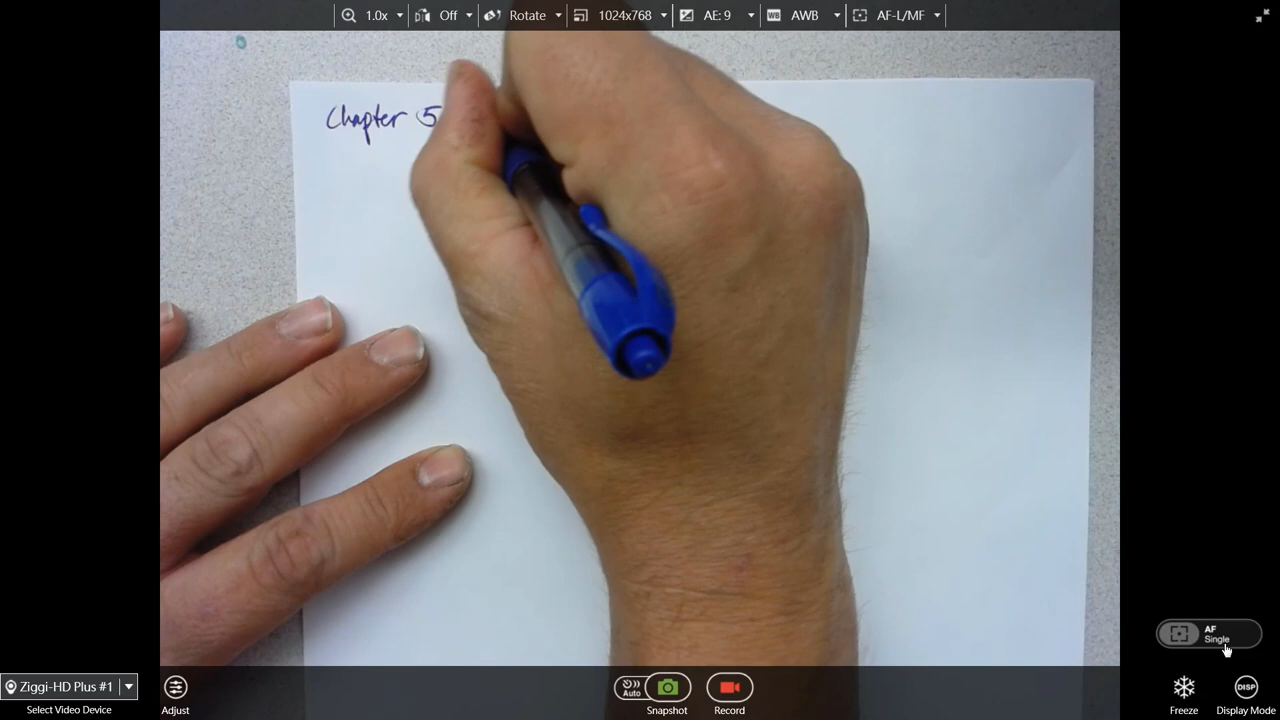 1.0x Off Rotate 1024x768 AE: 9 WB AWB AF-L/MF
Chapter 5
AF
Single
Ziggi-HD Plus #1
Select Video Device
Adjust
Auto
Snapshot
Record
Freeze
DISP
Display Mode